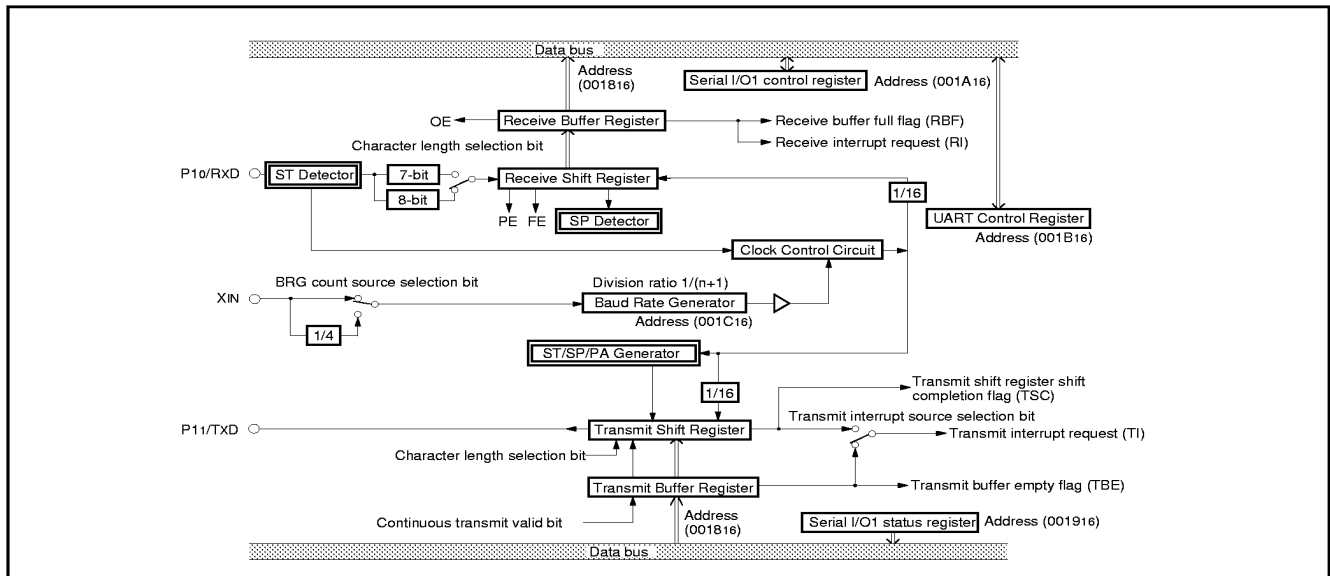 Data bus
Address
(001816)
Serial I/O1 control register
Address (001A16)
OE
Receive Buffer Register
Receive buffer full flag (RBF)
Receive interrupt request (RI)
Character length selection bit
P10/RXD
ST Detector
7-bit
8-bit
Receive Shift Register
1/16
PE
FE
SP Detector
UART Control Register
Address (001B16)
Clock Control Circuit
BRG count source selection bit
Division ratio 1/(n+1)
XIN
Baud Rate Generator
Address (001C16)
1/4
ST/SP/PA Generator
1/16
Transmit shift register shift
completion flag (TSC)
Transmit interrupt source selection bit
P11/TXD
Transmit Shift Register
Transmit interrupt request (TI)
Character length selection bit
Transmit Buffer Register
Transmit buffer empty flag (TBE)
Continuous transmit valid bit
Address
(001816)
Serial I/O1 status register
Address (001916)
Data bus